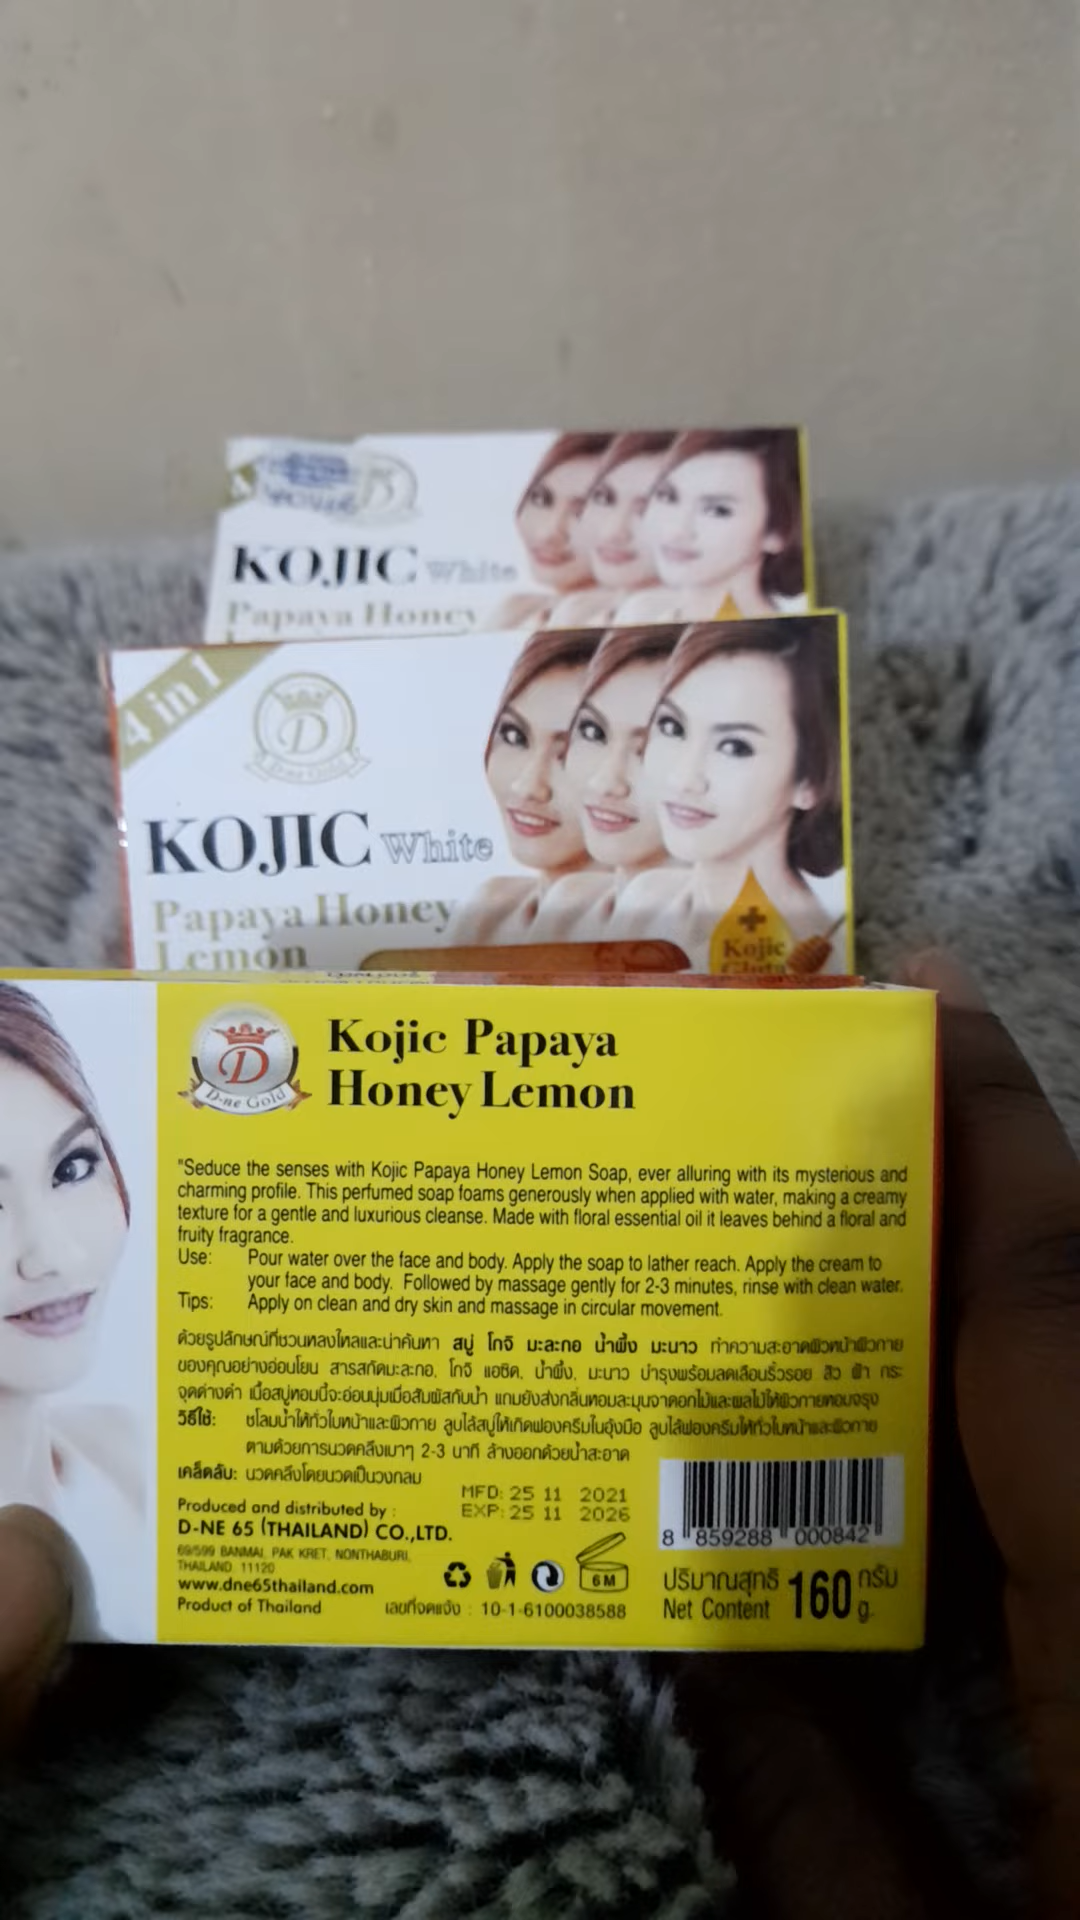 KOJIC White
Papaya Honey
4 in 1
D
D-ne Gold
KOJIC White
Papaya Honey
Lemon
Kojic
Gluta
D
D-ne Gold
Kojic Papaya
Honey Lemon
"Seduce the senses with Kojic Papaya Honey Lemon Soap, ever alluring with its mysterious and
charming profile. This perfumed soap foams generously when applied with water, making a creamy
texture for a gentle and luxurious cleanse. Made with floral essential oil it leaves behind a floral and
fruity fragrance.
Use: Pour water over the face and body. Apply the soap to lather reach. Apply the cream to
your face and body. Followed by massage gently for 2-3 minutes, rinse with clean water.
Tips: Apply on clean and dry skin and massage in circular movement.
ด้วยรูปลักษณ์ที่ชวนหลงใหลและน่าค้นหา สบู่ โกจิ มะละกอ น้ำผึ้ง มะนาว ทำความสะอาดผิวหน้าผิวกาย
ของคุณอย่างอ่อนโยน สารสกัดมะละกอ, โกจิ แอซิด, น้ำผึ้ง, มะนาว บำรุงพร้อมลดเลือนริ้วรอย สิว ฝ้า กระ
จุดด่างดำ เนื้อสบู่หอมนี้จะอ่อนนุ่มเมื่อสัมผัสกับน้ำ แถมยังส่งกลิ่นหอมละมุนจากดอกไม้และผลไม้ให้ผิวกายหอมจรุง
วิธีใช้: ชโลมน้ำให้ทั่วใบหน้าและผิวกาย ลูบไล้สบู่ให้เกิดฟองครีมในอุ้งมือ ลูบไล้ฟองครีมให้ทั่วใบหน้าและผิวกาย
ตามด้วยการนวดคลึงเบาๆ 2-3 นาที ล้างออกด้วยน้ำสะอาด
เคล็ดลับ: นวดคลึงโดยนวดเป็นวงกลม
MFD: 25 11 2021
EXP: 25 11 2026
Produced and distributed by :
D-NE 65 (THAILAND) CO.,LTD.
69/599 BANMAI, PAK KRET, NONTHABURI,
THAILAND 11120
www.dne65thailand.com
Product of Thailand
6 M
เลขที่จดแจ้ง : 10-1-6100038588
8 859288 000842
ปริมาณสุทธิ 160 กรัม
Net Content g.